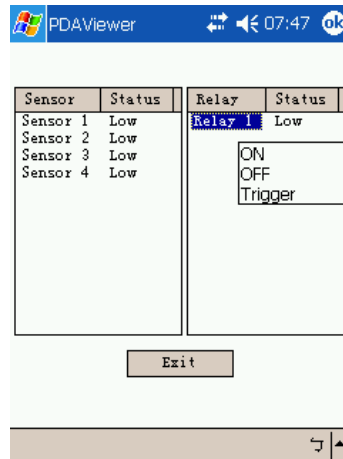 PDAViewer 07:47 ok
Sensor Status Relay Status
Sensor 1 Low Relay 1 Low
Sensor 2 Low
Sensor 3 Low
Sensor 4 Low
ON
OFF
Trigger
Exit